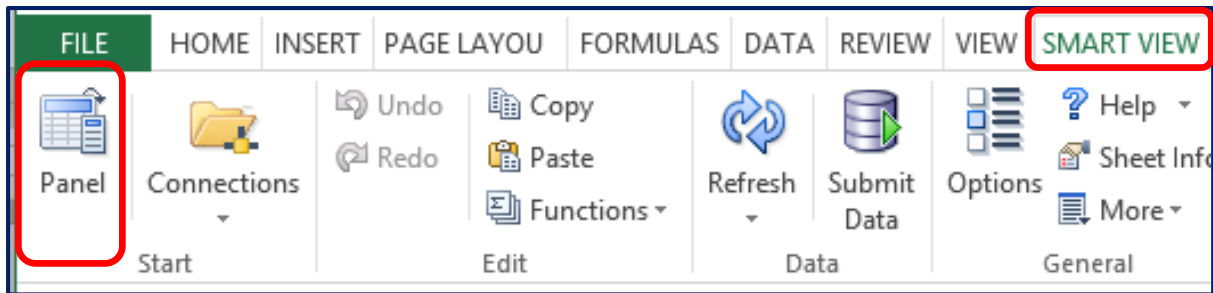 FILE HOME INSERT PAGE LAYOU FORMULAS DATA REVIEW VIEW SMART VIEW
Undo Copy Help
Redo Paste Sheet Info
Panel Connections Refresh Submit Options
Functions Data More
Start Edit Data General